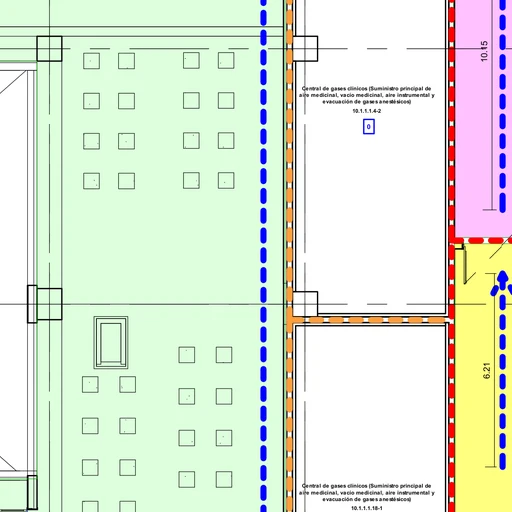 10.15
Central de gases clínicos (Suministro principal de
aire medicinal, vacío medicinal, aire instrumental y
evacuación de gases anestésicos)
10.1.1.1.4-2
0
6.21
Central de gases clínicos (Suministro principal de
aire medicinal, vacío medicinal, aire instrumental y
evacuación de gases anestésicos)
10.1.1.1.18-1